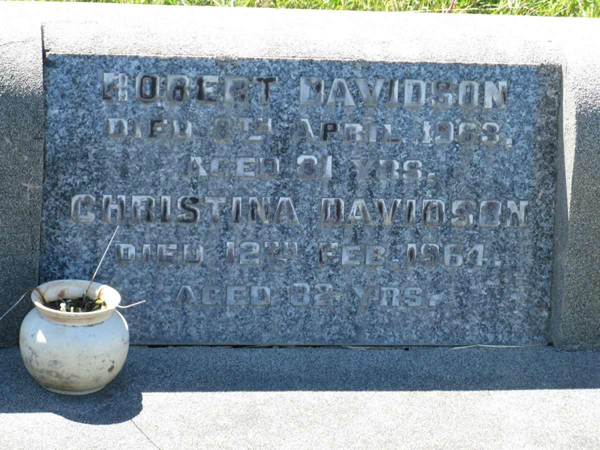 ROBERT DAVIDSON
DIED 8TH APRIL 1963.
AGED 81 YRS.
CHRISTINA DAVIDSON
DIED 12TH FEB. 1964.
AGED 82 YRS.